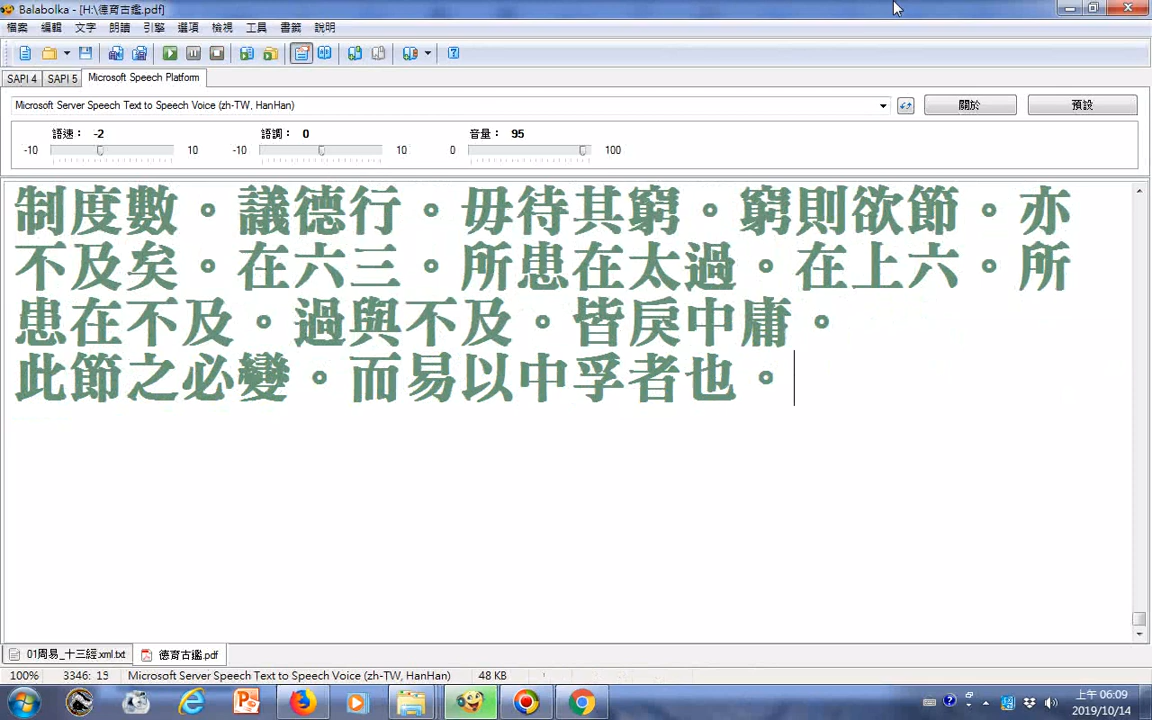 Balabolka - [H:\德育古鑑.pdf]
檔案 編輯 文字 朗讀 引擎 選項 檢視 工具 書籤 說明
SAPI 4 SAPI 5 Microsoft Speech Platform
Microsoft Server Speech Text to Speech Voice (zh-TW, HanHan) 關於 預設
語速： -2 語調： 0 音量： 95
-10 10 -10 10 0 100
制度數。議德行。毋待其窮。窮則欲節。亦
不及矣。在六三。所患在太過。在上六。所
患在不及。過與不及。皆戾中庸。
此節之必變。而易以中孚者也。
01周易_十三經.xml.txt 德育古鑑.pdf
100% 3346: 13 Microsoft Server Speech Text to Speech Voice (zh-TW, HanHan) 48 KB
上午 06:09
2019/10/14